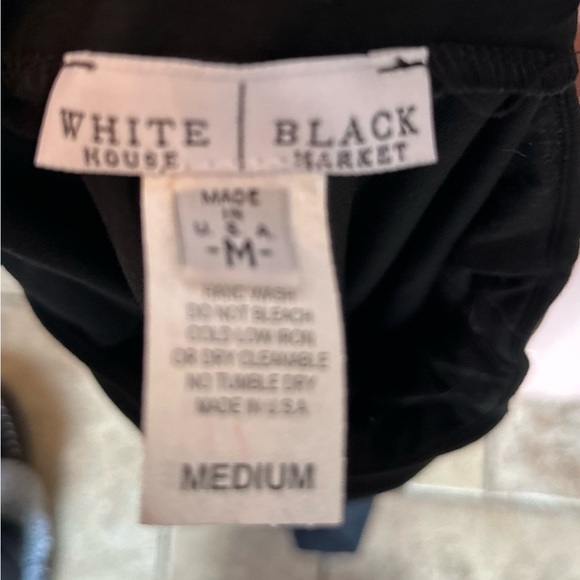 WHITE | BLACK
HOUSE MARKET
MADE
IN
U.S.A.
-M-
HAND WASH
DO NOT BLEACH
COLD LOW IRON
OR DRY CLEANABLE
NO TUMBLE DRY
MADE IN U.S.A.
MEDIUM